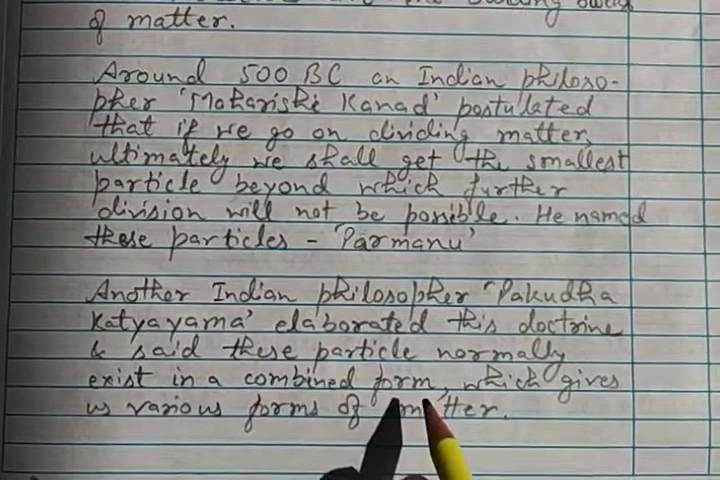 of matter.
Around 500 BC an Indian philoso-
pher 'Maharishi Kanad' postulated
that if we go on dividing matter,
ultimately we shall get the smallest
particle beyond which further
division will not be possible. He named
these particles - 'Parmanu'
Another Indian philosopher 'Pakudha
Katyayama' elaborated this doctrine
& said these particle normally
exist in a combined form, which gives
us various forms of matter.